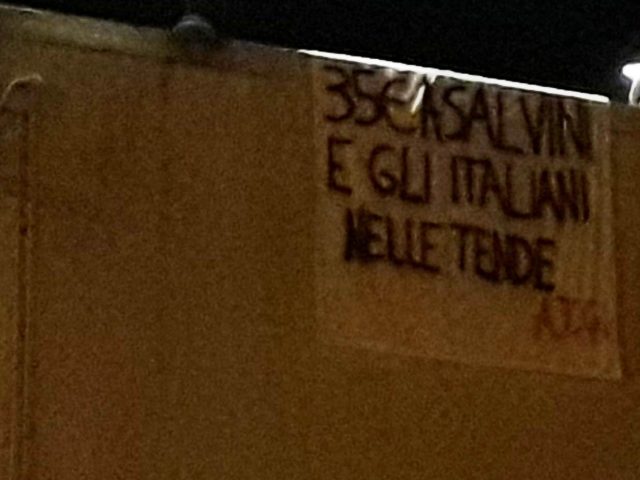 35€ A SALVINI
E GLI ITALIANI
NELLE TENDE